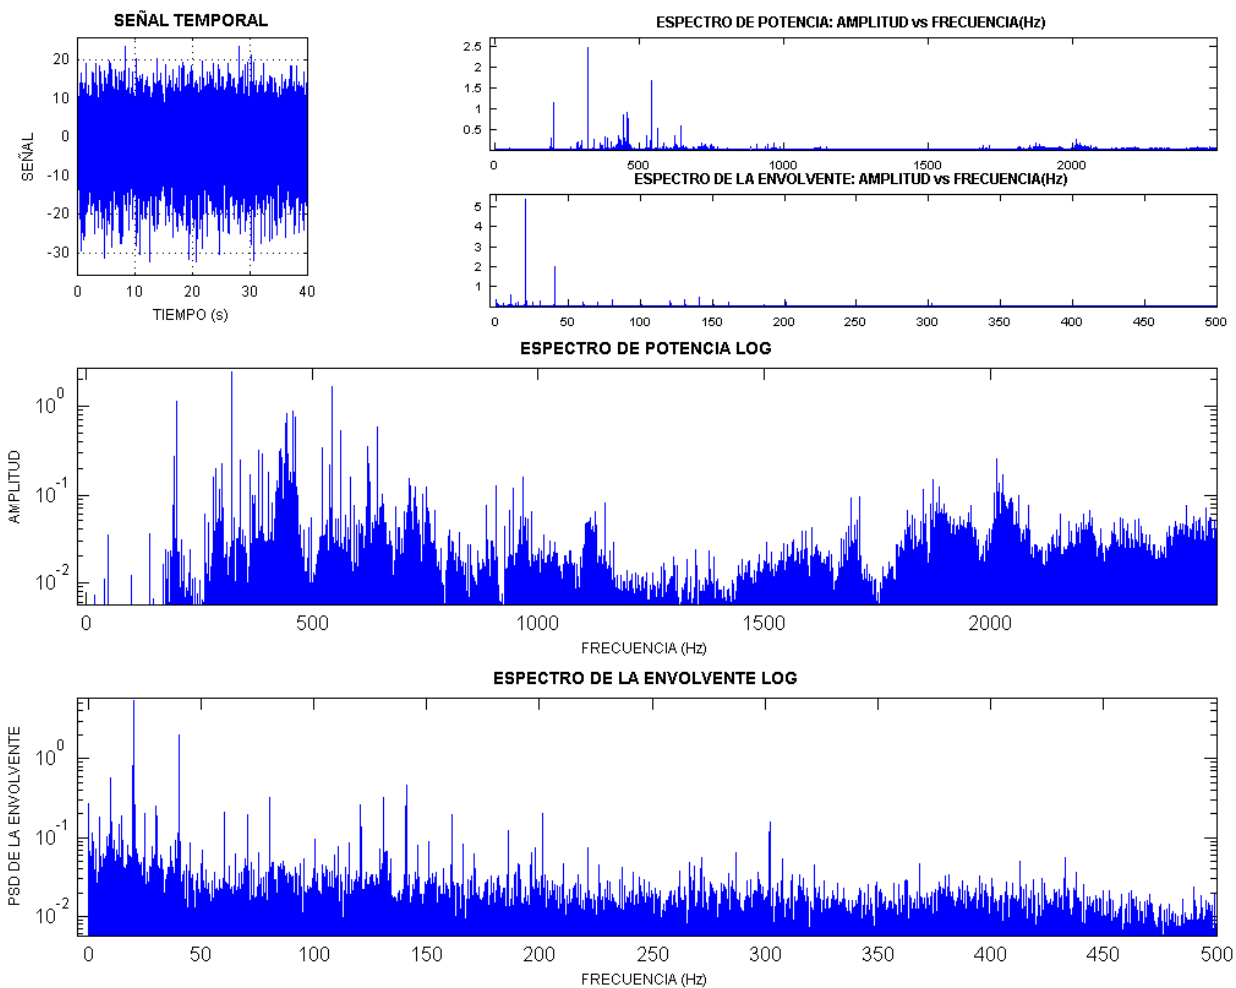 SEÑAL TEMPORAL
SEÑAL
20
10
0
-10
-20
-30
0 10 20 30 40
TIEMPO (s)
ESPECTRO DE POTENCIA: AMPLITUD vs FRECUENCIA(Hz)
2.5
2
1.5
1
0.5
0 500 1000 1500 2000
ESPECTRO DE LA ENVOLVENTE: AMPLITUD vs FRECUENCIA(Hz)
5
4
3
2
1
0 50 100 150 200 250 300 350 400 450 500
ESPECTRO DE POTENCIA LOG
AMPLITUD
10^0
10^-1
10^-2
0 500 1000 1500 2000
FRECUENCIA (Hz)
ESPECTRO DE LA ENVOLVENTE LOG
PSD DE LA ENVOLVENTE
10^0
10^-1
10^-2
0 50 100 150 200 250 300 350 400 450 500
FRECUENCIA (Hz)